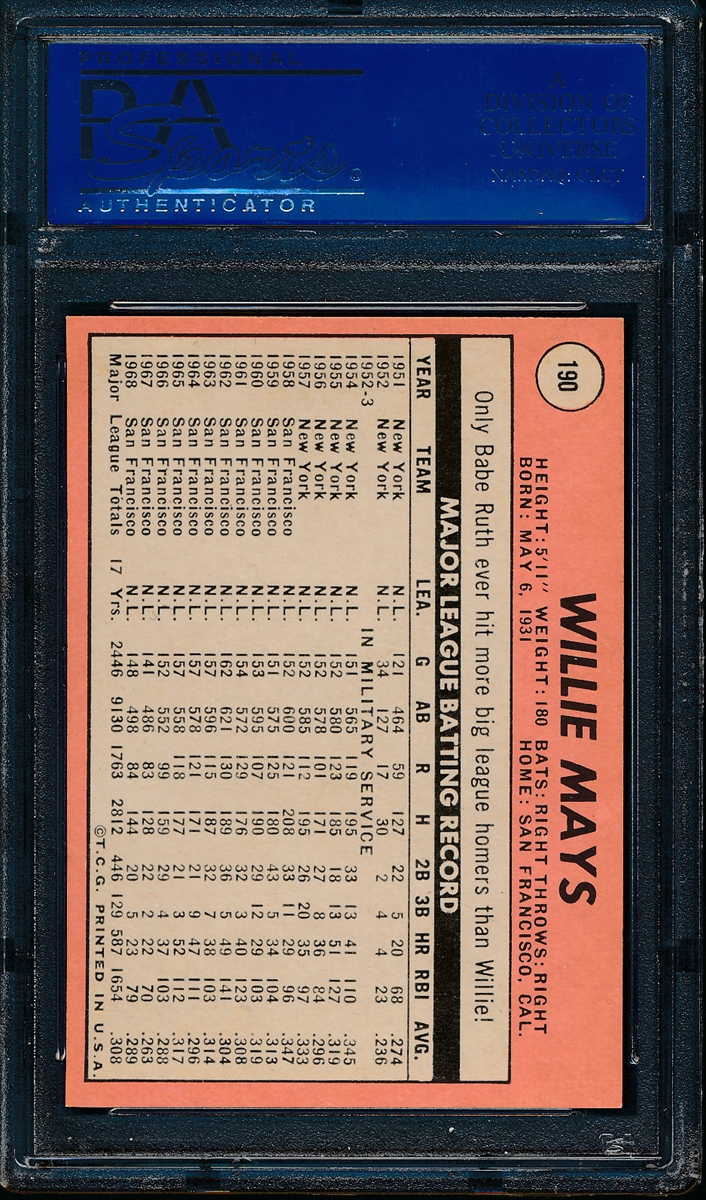 PROFESSIONAL
PSA
Sports
AUTHENTICATOR
A
DIVISION OF
COLLECTORS
UNIVERSE
NASDAQ: CLCT
190
WILLIE MAYS
HEIGHT: 5'11" WEIGHT: 180 BATS: RIGHT THROWS: RIGHT
BORN: MAY 6, 1931 HOME: SAN FRANCISCO, CAL.
Only Babe Ruth ever hit more big league homers than Willie!
MAJOR LEAGUE BATTING RECORD
YEAR TEAM LEA. G AB R H 2B 3B HR RBI AVG.
1951 New York N.L. 121 464 59 127 22 5 20 68 .274
1952 New York N.L. 34 127 17 30 2 4 4 23 .236
1952-3 IN MILITARY SERVICE
1954 New York N.L. 151 565 119 195 33 13 41 110 .345
1955 New York N.L. 152 580 123 185 18 13 51 127 .319
1956 New York N.L. 152 578 101 171 27 8 36 84 .296
1957 New York N.L. 152 585 112 195 26 20 35 97 .333
1958 San Francisco N.L. 152 600 121 208 33 11 29 96 .347
1959 San Francisco N.L. 151 575 125 180 43 5 34 104 .313
1960 San Francisco N.L. 153 595 107 190 29 12 29 103 .319
1961 San Francisco N.L. 154 572 129 176 32 3 40 123 .308
1962 San Francisco N.L. 162 621 130 189 36 5 49 141 .304
1963 San Francisco N.L. 157 596 115 187 32 7 38 103 .314
1964 San Francisco N.L. 157 578 121 171 21 9 47 111 .296
1965 San Francisco N.L. 157 558 118 177 21 3 52 112 .317
1966 San Francisco N.L. 152 552 99 159 29 4 37 103 .288
1967 San Francisco N.L. 141 486 83 128 22 2 22 70 .263
1968 San Francisco N.L. 148 498 84 144 20 5 23 79 .289
Major League Totals 17 Yrs. 2446 9130 1763 2812 446 129 587 1654 .308
©T.C.G. PRINTED IN U.S.A.